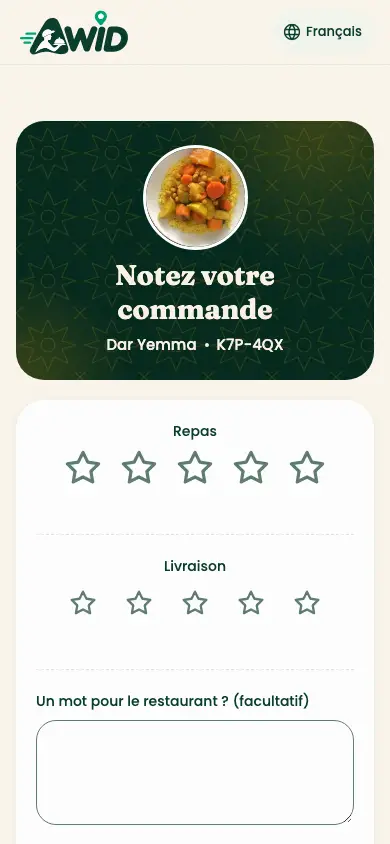 AWID
Français
Notez votre
commande
Dar Yemma • K7P-4QX
Repas
Livraison
Un mot pour le restaurant ? (facultatif)